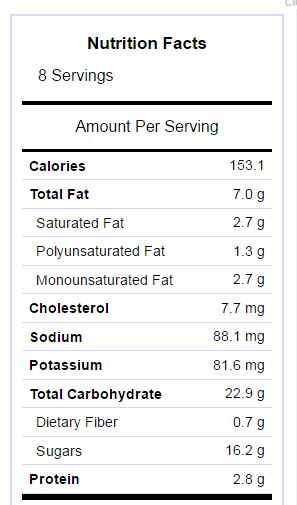 Nutrition Facts
8 Servings
Amount Per Serving
Calories 153.1
Total Fat 7.0 g
Saturated Fat 2.7 g
Polyunsaturated Fat 1.3 g
Monounsaturated Fat 2.7 g
Cholesterol 7.7 mg
Sodium 88.1 mg
Potassium 81.6 mg
Total Carbohydrate 22.9 g
Dietary Fiber 0.7 g
Sugars 16.2 g
Protein 2.8 g